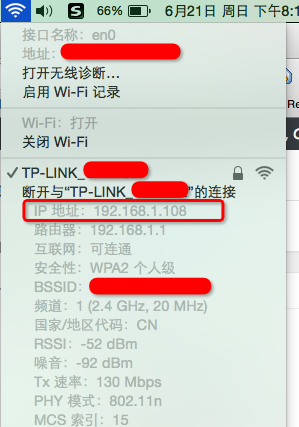 S 66% 6月21日 周日 下午8:1
接口名称: en0
地址:
打开无线诊断...
启用 Wi-Fi 记录
Wi-Fi: 打开
关闭 Wi-Fi
✓ TP-LINK_
断开与“TP-LINK_”的连接
IP 地址: 192.168.1.108
路由器: 192.168.1.1
互联网: 可连通
安全性: WPA2 个人级
BSSID:
频道: 1 (2.4 GHz, 20 MHz)
国家/地区代码: CN
RSSI: -52 dBm
噪音: -92 dBm
Tx 速率: 130 Mbps
PHY 模式: 802.11n
MCS 索引: 15